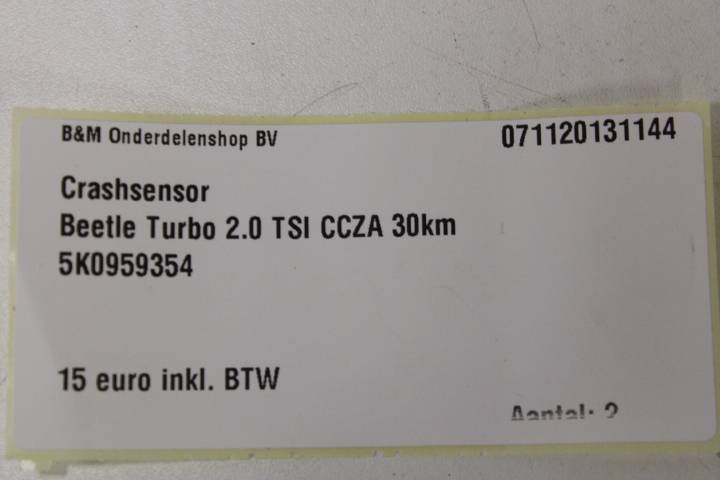 B&M Onderdelenshop BV 071120131144
Crashsensor
Beetle Turbo 2.0 TSI CCZA 30km
5K0959354
15 euro inkl. BTW
Aantal: 2